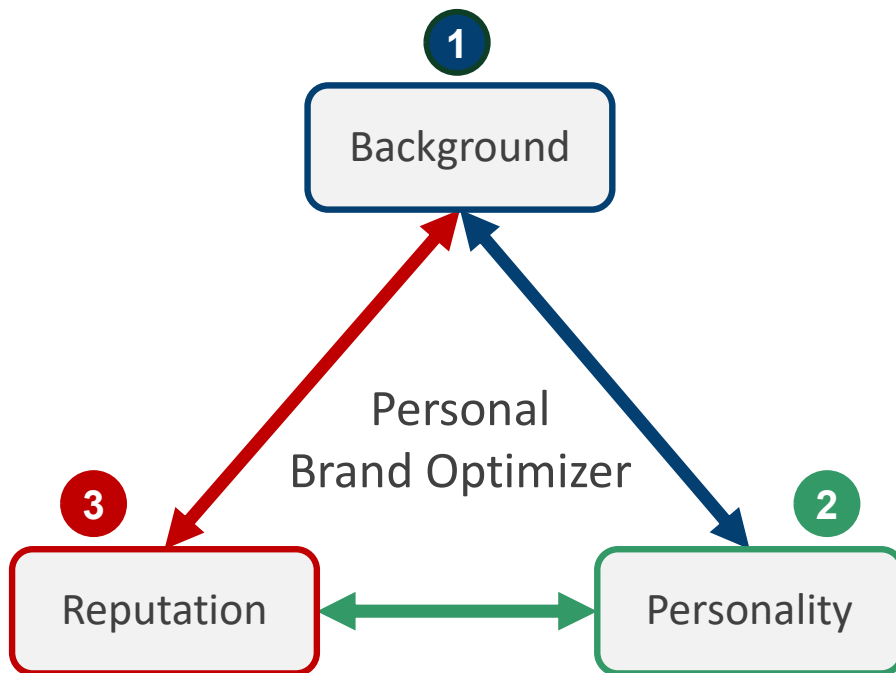 1
Background
Personal
Brand Optimizer
3
2
Reputation
Personality